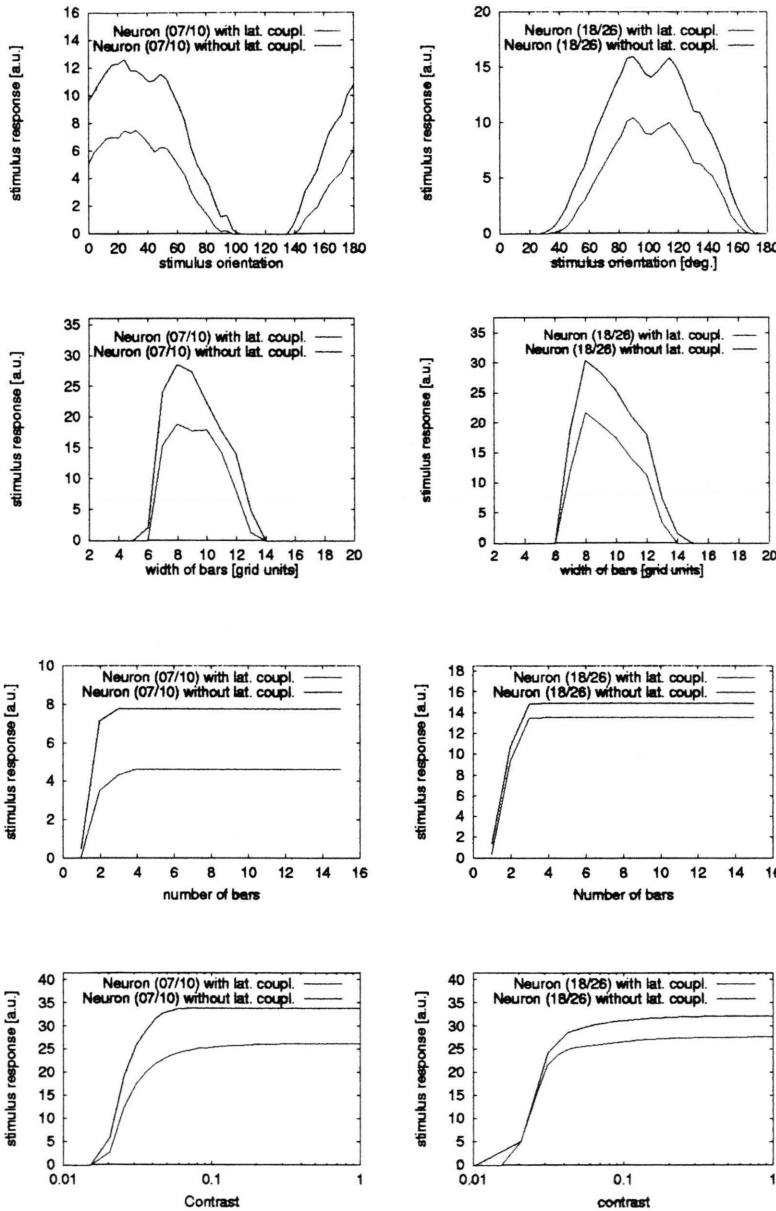 Neuron (07/10) with lat. coupl.
Neuron (07/10) without lat. coupl.
stimulus response [a.u.]
16
14
12
10
8
6
4
2
0
0 20 40 60 80 100 120 140 160 180
stimulus orientation
Neuron (18/26) with lat. coupl.
Neuron (18/26) without lat. coupl.
stimulus response [a.u.]
20
15
10
5
0
0 20 40 60 80 100 120 140 160 180
stimulus orientation [deg.]
Neuron (07/10) with lat. coupl.
Neuron (07/10) without lat. coupl.
stimulus response [a.u.]
35
30
25
20
15
10
5
0
2 4 6 8 10 12 14 16 18 20
width of bars [grid units]
Neuron (18/26) with lat. coupl.
Neuron (18/26) without lat. coupl.
stimulus response [a.u.]
35
30
25
20
15
10
5
0
2 4 6 8 10 12 14 16 18 20
width of bars [grid units]
Neuron (07/10) with lat. coupl.
Neuron (07/10) without lat. coupl.
stimulus response [a.u.]
10
8
6
4
2
0
0 2 4 6 8 10 12 14 16
number of bars
Neuron (18/26) with lat. coupl.
Neuron (18/26) without lat. coupl.
stimulus response [a.u.]
18
16
14
12
10
8
6
4
2
0
0 2 4 6 8 10 12 14 16
Number of bars
Neuron (07/10) with lat. coupl.
Neuron (07/10) without lat. coupl.
stimulus response [a.u.]
40
35
30
25
20
15
10
5
0
0.01 0.1 1
Contrast
Neuron (18/26) with lat. coupl.
Neuron (18/26) without lat. coupl.
stimulus response [a.u.]
40
35
30
25
20
15
10
5
0
0.01 0.1 1
contrast